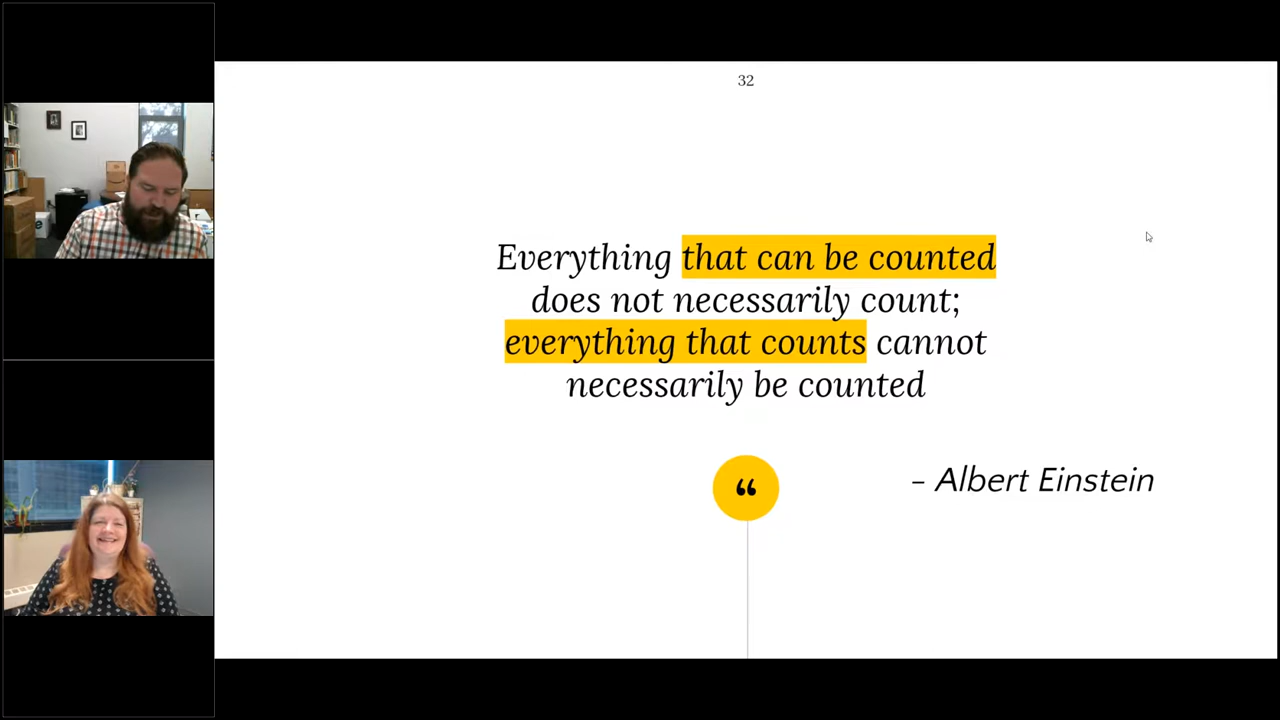 32
Everything that can be counted
does not necessarily count;
everything that counts cannot
necessarily be counted
“
– Albert Einstein